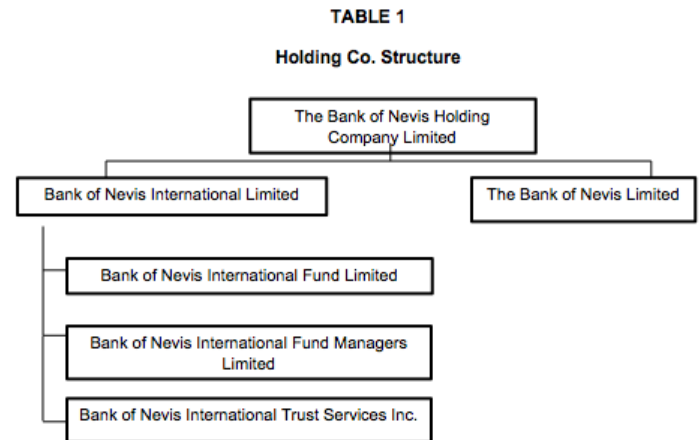 TABLE 1
Holding Co. Structure
The Bank of Nevis Holding
Company Limited
Bank of Nevis International Limited
The Bank of Nevis Limited
Bank of Nevis International Fund Limited
Bank of Nevis International Fund Managers
Limited
Bank of Nevis International Trust Services Inc.